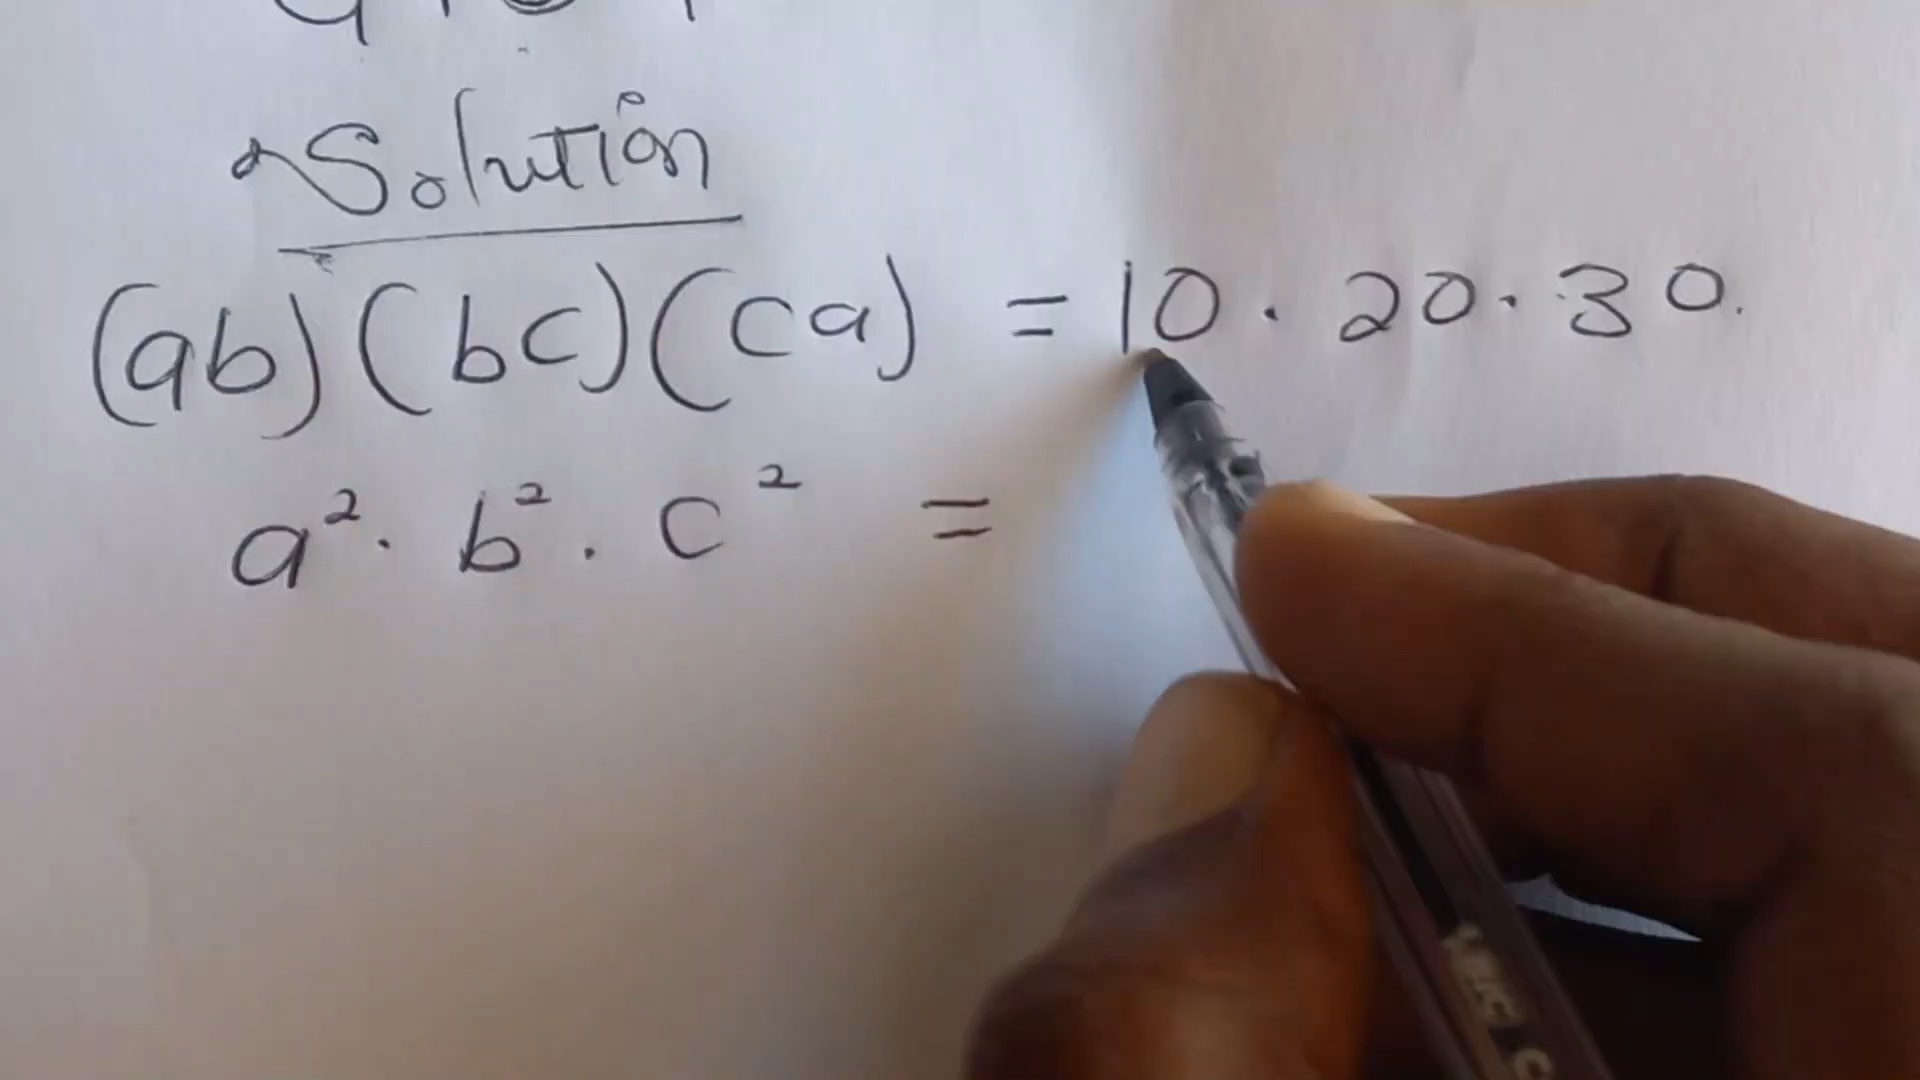 Solution
(ab)(bc)(ca) = 10 · 20 · 30.
a² · b² · c² =